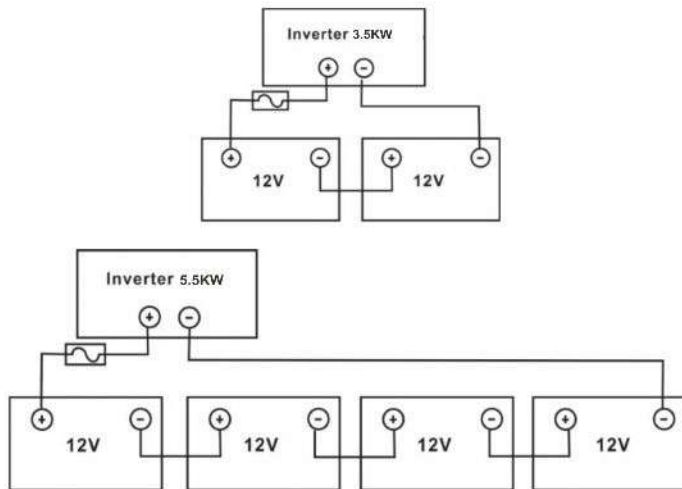 Inverter 3.5KW
+ −
+ − + −
12V 12V
Inverter 5.5KW
+ −
+ − + − + − + −
12V 12V 12V 12V